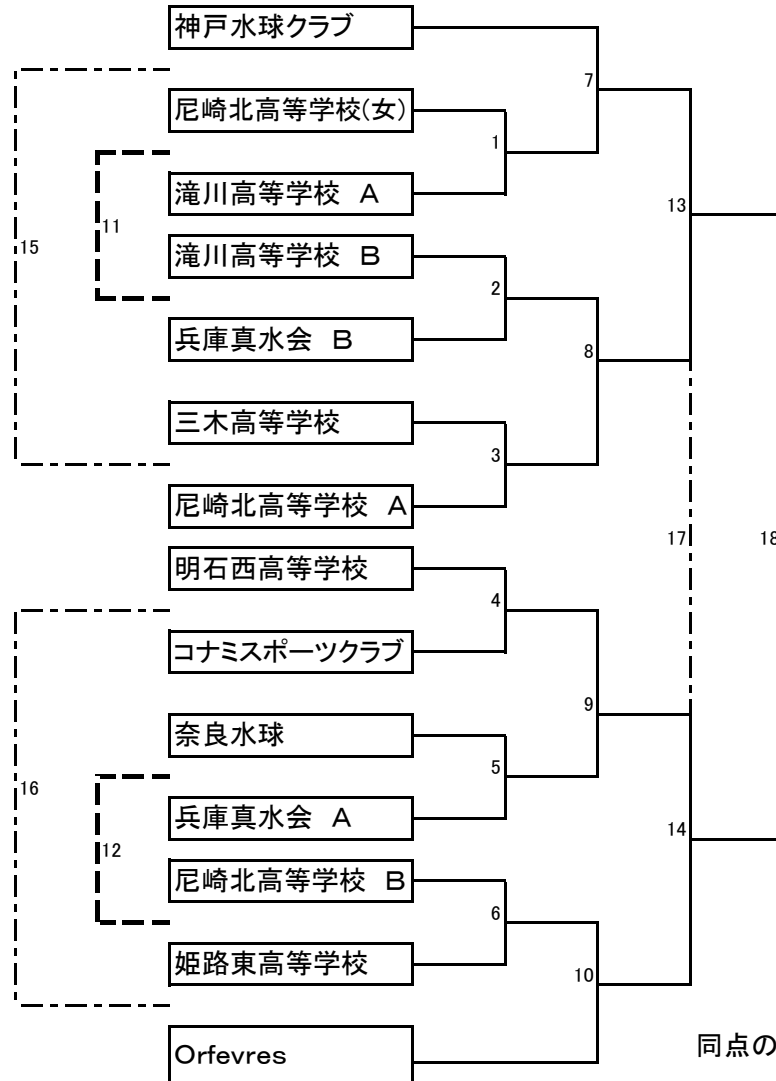 神戸水球クラブ
7
尼崎北高等学校(女)
1
滝川高等学校 A
13
11
15
滝川高等学校 B
2
兵庫真水会 B
8
三木高等学校
3
尼崎北高等学校 A
17
18
明石西高等学校
4
コナミスポーツクラブ
9
奈良水球
5
16
兵庫真水会 A
14
12
尼崎北高等学校 B
6
姫路東高等学校
10
同点の
Orfevres